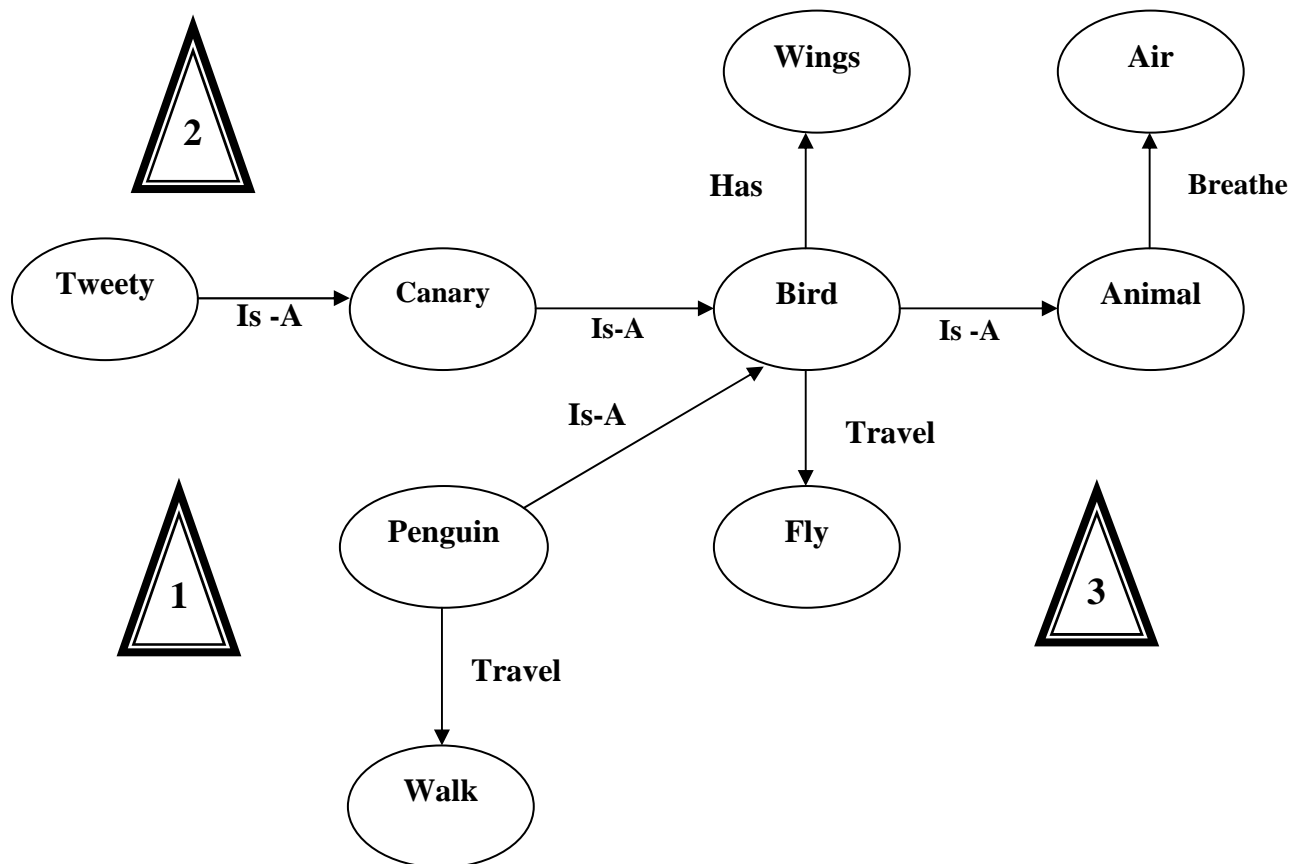 Wings
Air
2
Has
Breathe
Tweety
Canary
Bird
Animal
Is -A
Is-A
Is -A
Is-A
Travel
Penguin
Fly
1
3
Travel
Walk